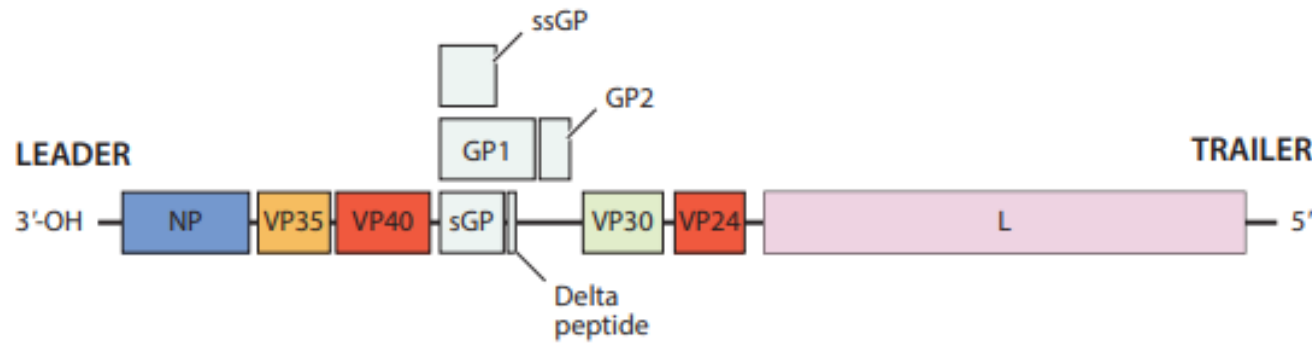 ssGP
GP2
LEADER
GP1
TRAILER
3′-OH
NP
VP35
VP40
sGP
VP30
VP24
L
5′
Delta
peptide